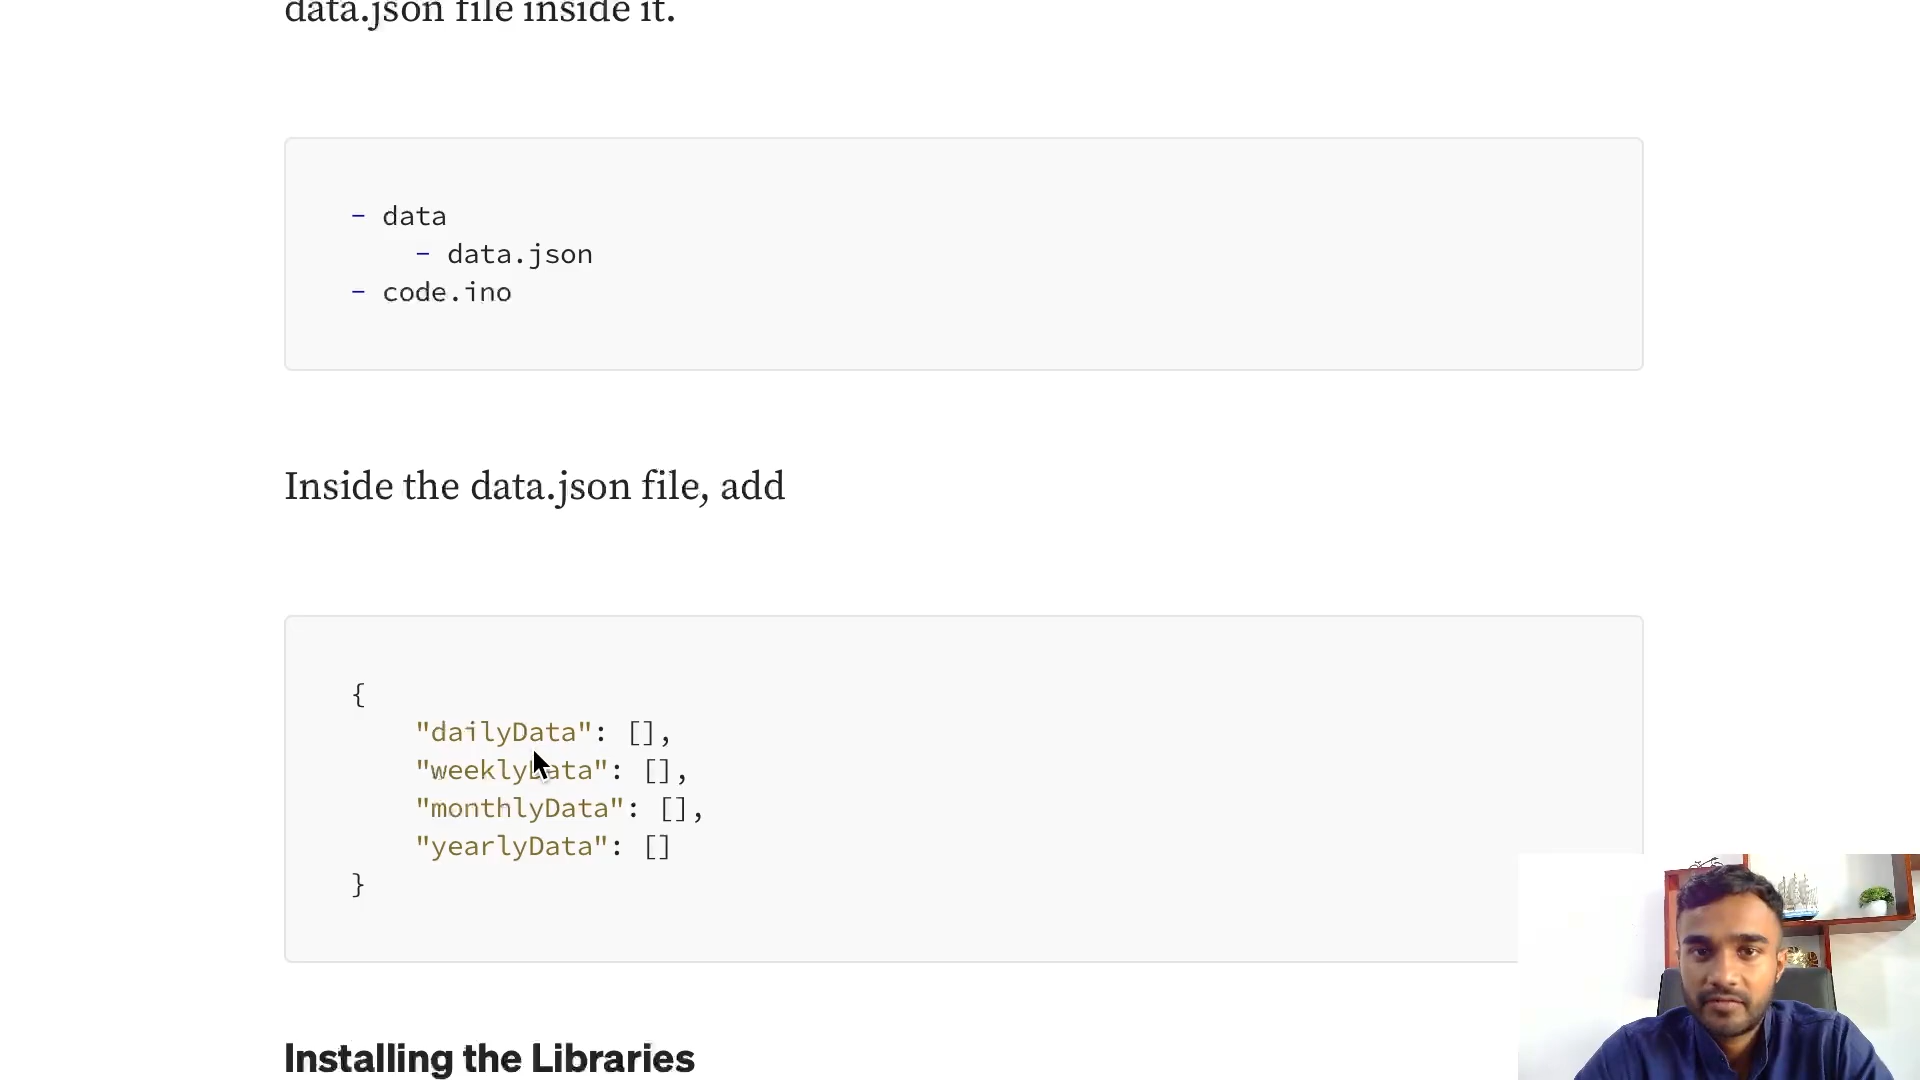 data.json file inside it.
- data
- data.json
- code.ino
Inside the data.json file, add
{
"dailyData": [],
"weeklyData": [],
"monthlyData": [],
"yearlyData": []
}
Installing the Libraries